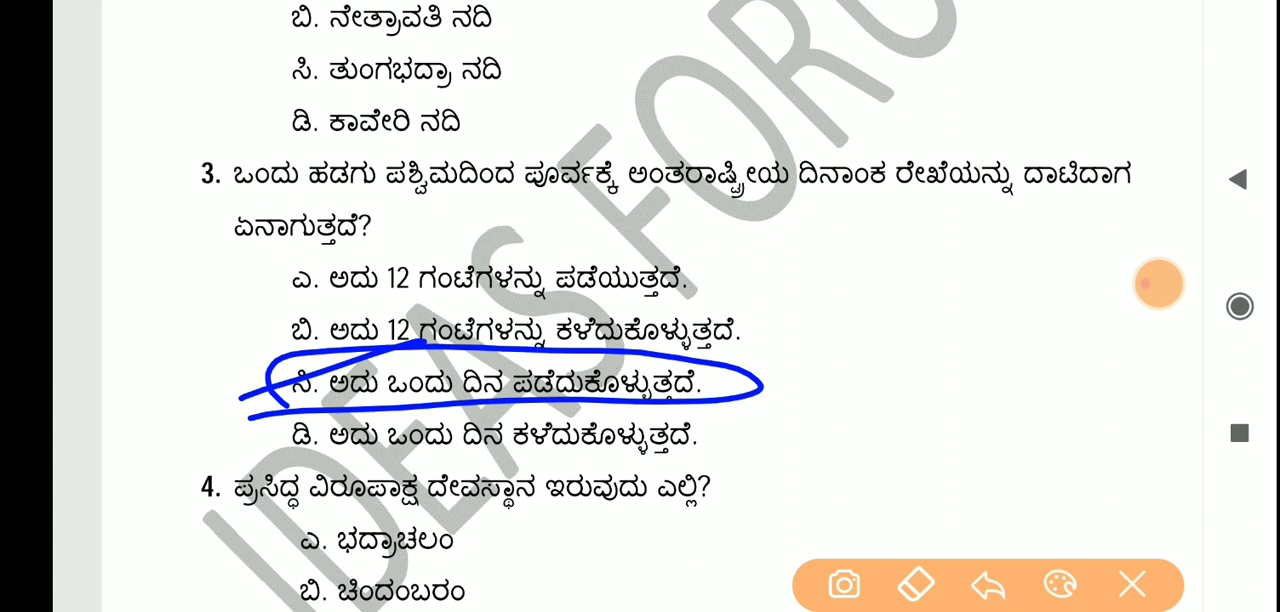 ಬಿ. ನೇತ್ರಾವತಿ ನದಿ
ಸಿ. ತುಂಗಭದ್ರಾ ನದಿ
ಡಿ. ಕಾವೇರಿ ನದಿ
3. ಒಂದು ಹಡಗು ಪಶ್ಚಿಮದಿಂದ ಪೂರ್ವಕ್ಕೆ ಅಂತರಾಷ್ಟ್ರೀಯ ದಿನಾಂಕ ರೇಖೆಯನ್ನು ದಾಟಿದಾಗ
ಏನಾಗುತ್ತದೆ?
ಎ. ಅದು 12 ಗಂಟೆಗಳನ್ನು ಪಡೆಯುತ್ತದೆ.
ಬಿ. ಅದು 12 ಗಂಟೆಗಳನ್ನು ಕಳೆದುಕೊಳ್ಳುತ್ತದೆ.
ಸಿ. ಅದು ಒಂದು ದಿನ ಪಡೆದುಕೊಳ್ಳುತ್ತದೆ.
ಡಿ. ಅದು ಒಂದು ದಿನ ಕಳೆದುಕೊಳ್ಳುತ್ತದೆ.
4. ಪ್ರಸಿದ್ಧ ವಿರೂಪಾಕ್ಷ ದೇವಸ್ಥಾನ ಇರುವುದು ಎಲ್ಲಿ?
ಎ. ಭದ್ರಾಚಲಂ
ಬಿ. ಚಿಂದಂಬರಂ
IDEAS FORU